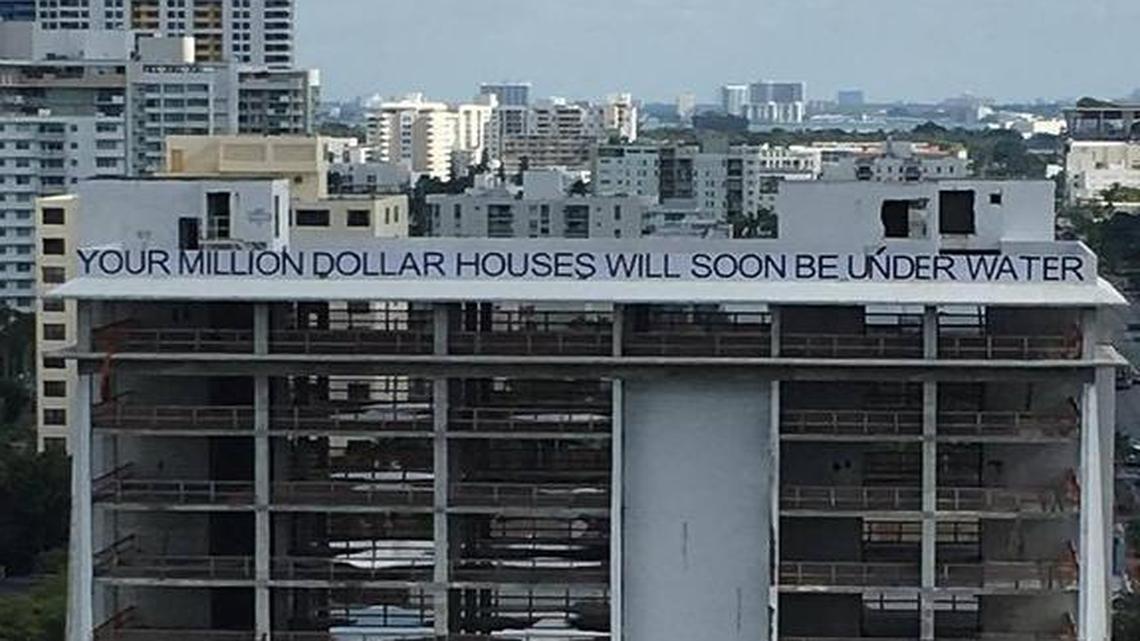 YOUR MILLION DOLLAR HOUSES WILL SOON BE UNDER WATER